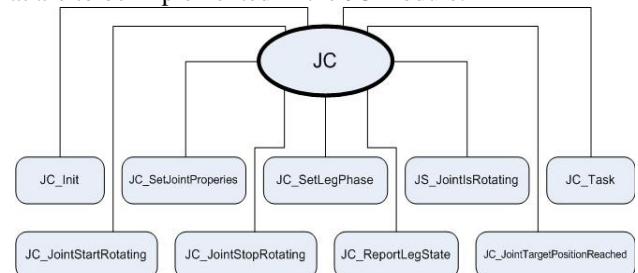 JC
JC_Init
JC_SetJointProperies
JC_SetLegPhase
JS_JointIsRotating
JC_Task
JC_JointStartRotating
JC_JointStopRotating
JC_ReportLegState
JC_JointTargetPositionReached